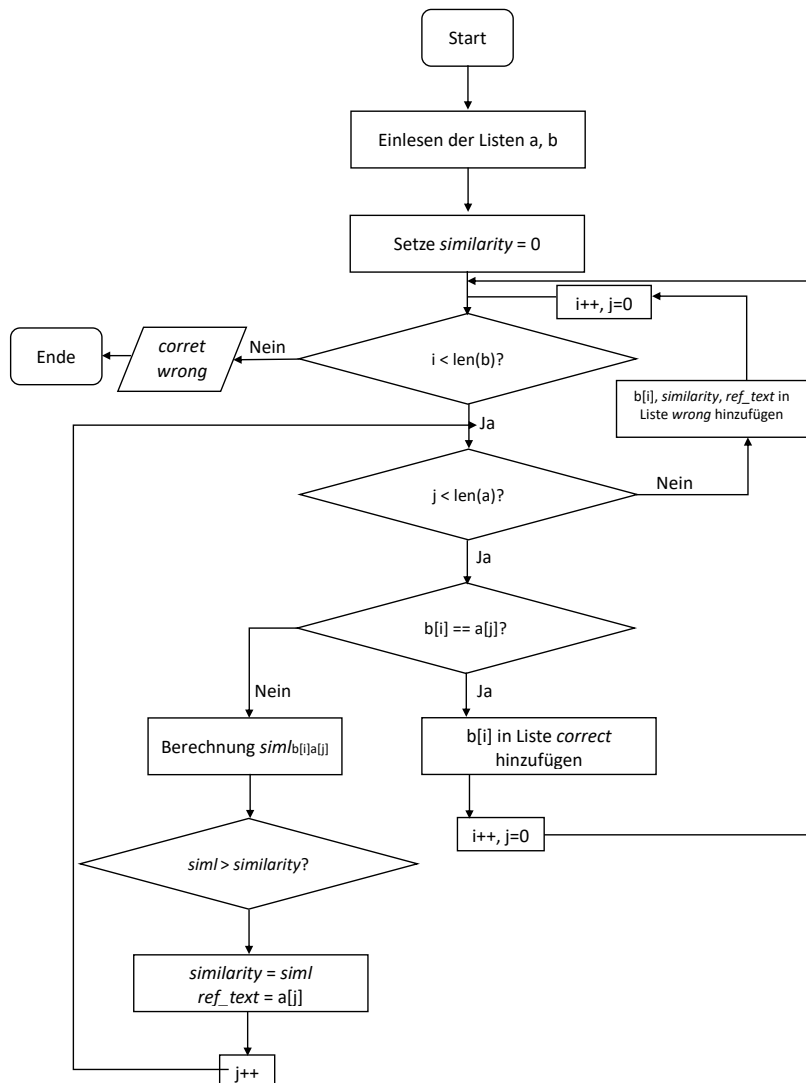 Start
Einlesen der Listen a, b
Setze similarity = 0
i++, j=0
Ende
corret
wrong
Nein
i < len(b)?
b[i], similarity, ref_text in
Liste wrong hinzufügen
Ja
j < len(a)?
Nein
Ja
b[i] == a[j]?
Nein
Ja
Berechnung simlb[i]a[j]
b[i] in Liste correct
hinzufügen
i++, j=0
siml > similarity?
similarity = siml
ref_text = a[j]
j++